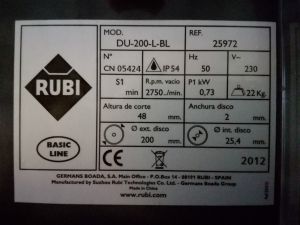 MOD. REF.
DU-200-L-BL 25972
Nº Hz V~
CN 05424 IP 54 50 230
S1 R.p.m. vacio P1 kW
min 2750/min. 0,73 22 Kg.
RUBI
Altura de corte Anchura disco
48 mm. 2 mm.
Ø ext. disco Ø int. disco
200 mm. 25,4 mm.
BASIC
LINE
CE 2012
GERMANS BOADA, S.A. Main Office - P.O.Box 14 - 08191 RUBI - SPAIN
Manufactured by Suzhou Rubi Technologies Co. Ltd. - Germans Boada Group
Made in China
www.rubi.com